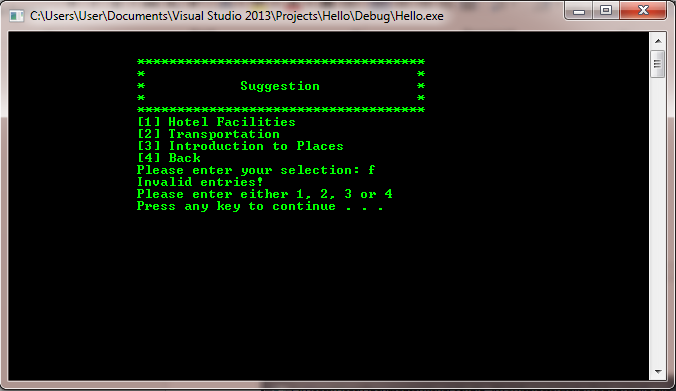 C:\Users\User\Documents\Visual Studio 2013\Projects\Hello\Debug\Hello.exe
************************************
*                                  *
*            Suggestion            *
*                                  *
************************************
[1] Hotel Facilities
[2] Transportation
[3] Introduction to Places
[4] Back
Please enter your selection: f
Invalid entries!
Please enter either 1, 2, 3 or 4
Press any key to continue . . .